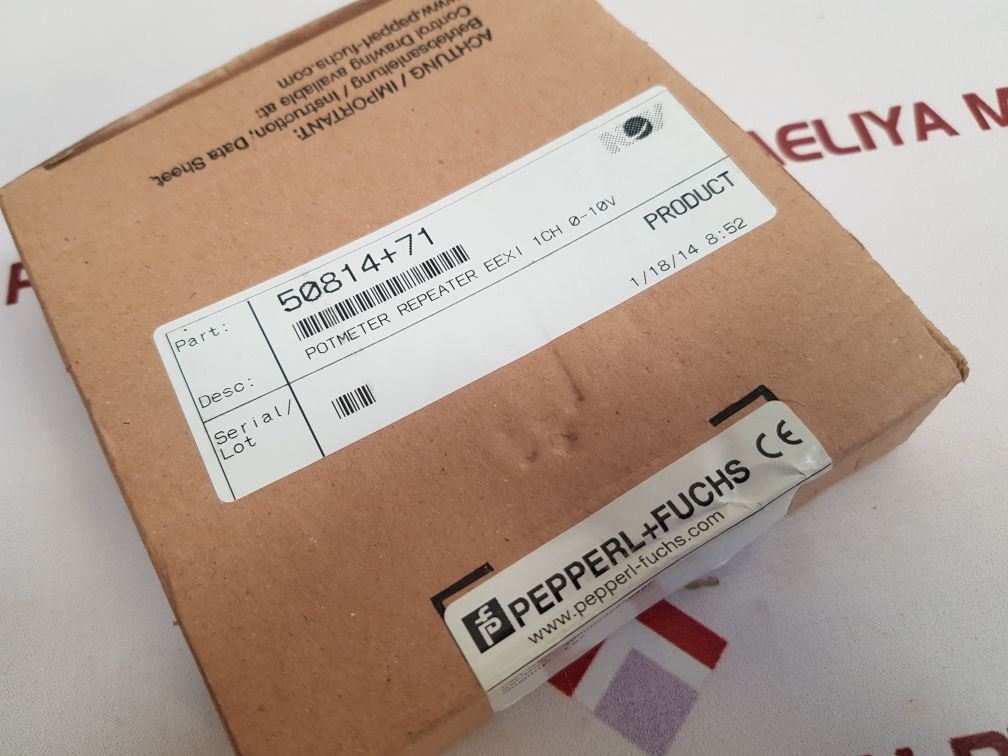 ACHTUNG / IMPORTANT:
Betriebsanleitung / Instruction, Data Sheet
Control Drawing available at:
www.pepperl-fuchs.com
Part:
50814+71
Desc:
POTMETER REPEATER EEXI 1CH 0-10V
PRODUCT
Serial/
Lot
1/18/14 8:52
PEPPERL+FUCHS CE
www.pepperl-fuchs.com
AELIYA M